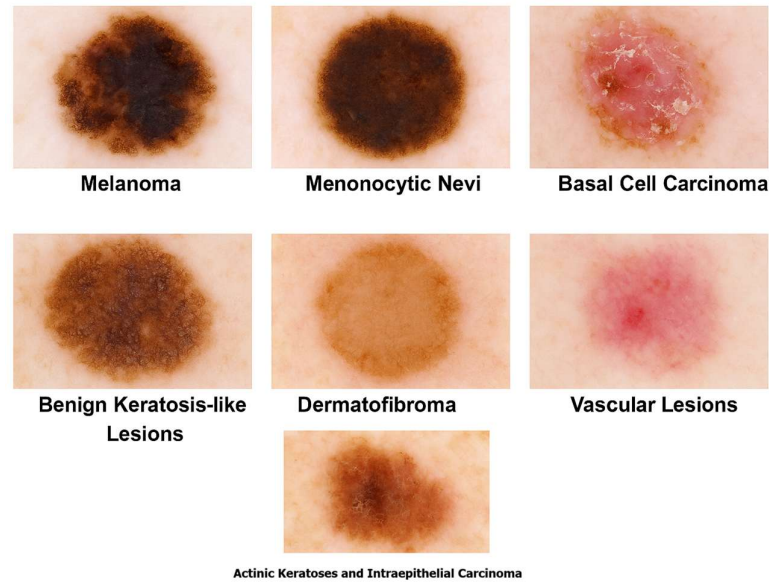 Melanoma
Menonocytic Nevi
Basal Cell Carcinoma
Benign Keratosis-like
Lesions
Dermatofibroma
Vascular Lesions
Actinic Keratoses and Intraepithelial Carcinoma